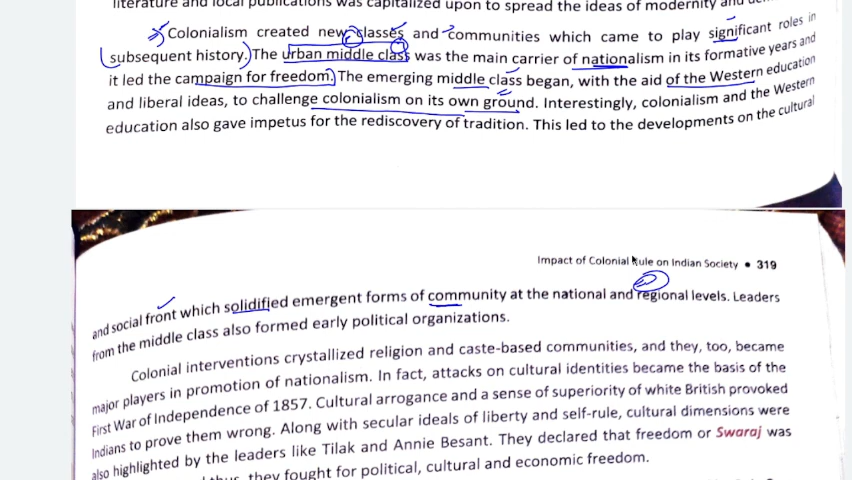 literature and local publications was capitalized upon to spread the ideas of modernity and
Colonialism created new classes and communities which came to play significant roles in
subsequent history. The urban middle class was the main carrier of nationalism in its formative years and
it led the campaign for freedom. The emerging middle class began, with the aid of the Western education
and liberal ideas, to challenge colonialism on its own ground. Interestingly, colonialism and the Western
education also gave impetus for the rediscovery of tradition. This led to the developments on the cultural
Impact of Colonial Rule on Indian Society • 319
and social front which solidified emergent forms of community at the national and regional levels. Leaders
from the middle class also formed early political organizations.
Colonial interventions crystallized religion and caste-based communities, and they, too, became
major players in promotion of nationalism. In fact, attacks on cultural identities became the basis of the
First War of Independence of 1857. Cultural arrogance and a sense of superiority of white British provoked
Indians to prove them wrong. Along with secular ideals of liberty and self-rule, cultural dimensions were
also highlighted by the leaders like Tilak and Annie Besant. They declared that freedom or Swaraj was
they fought for political, cultural and economic freedom.